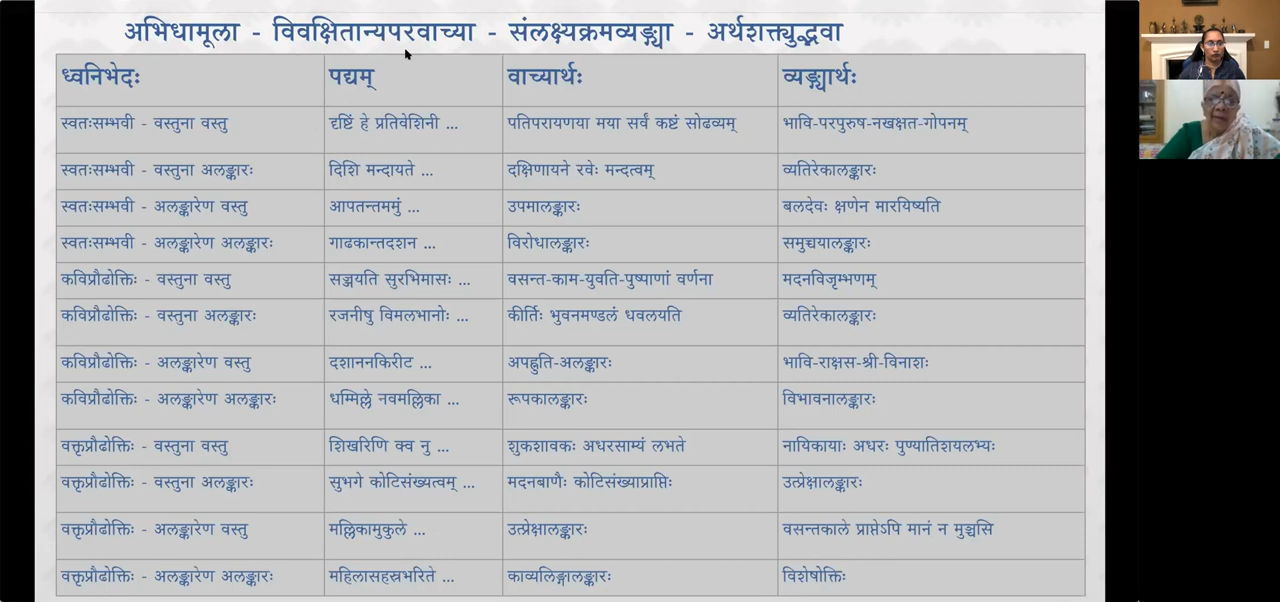 अभिधामूला - विवक्षितान्यपरवाच्या - संलक्ष्यक्रमव्यङ्ग्या - अर्थशक्त्युद्भवा
ध्वनिभेदः पद्यम् वाच्यार्थः व्यङ्ग्यार्थः
स्वतःसम्भवी - वस्तुना वस्तु दृष्टिं हे प्रतिवेशिनी ... पतिपरायणया मया सर्वं कष्टं सोढव्यम् भावि-परपुरुष-नखक्षत-गोपनम्
स्वतःसम्भवी - वस्तुना अलङ्कारः दिशि मन्दायते ... दक्षिणायने रवेः मन्दत्वम् व्यतिरेकालङ्कारः
स्वतःसम्भवी - अलङ्कारेण वस्तु आपतन्तममुं ... उपमालङ्कारः बलदेवः क्षणेन मारयिष्यति
स्वतःसम्भवी - अलङ्कारेण अलङ्कारः गाढकान्तदशन ... विरोधालङ्कारः समुच्चयालङ्कारः
कविप्रौढोक्तिः - वस्तुना वस्तु सज्जयति सुरभिमासः ... वसन्त-काम-युवति-पुष्पाणां वर्णना मदनविजृम्भणम्
कविप्रौढोक्तिः - वस्तुना अलङ्कारः रजनीषु विमलभानोः ... कीर्तिः भुवनमण्डलं धवलयति व्यतिरेकालङ्कारः
कविप्रौढोक्तिः - अलङ्कारेण वस्तु दशाननकिरीट ... अपह्नुति-अलङ्कारः भावि-राक्षस-श्री-विनाशः
कविप्रौढोक्तिः - अलङ्कारेण अलङ्कारः धम्मिल्ले नवमल्लिका ... रूपकालङ्कारः विभावनालङ्कारः
वक्तृप्रौढोक्तिः - वस्तुना वस्तु शिखरिणि क्व नु ... शुकशावकः अधरसाम्यं लभते नायिकायाः अधरः पुण्यातिशयलभ्यः
वक्तृप्रौढोक्तिः - वस्तुना अलङ्कारः सुभगे कोटिसंख्यत्वम् ... मदनबाणैः कोटिसंख्याप्राप्तिः उत्प्रेक्षालङ्कारः
वक्तृप्रौढोक्तिः - अलङ्कारेण वस्तु मल्लिकामुकुले ... उत्प्रेक्षालङ्कारः वसन्तकाले प्राप्तेऽपि मानं न मुञ्चसि
वक्तृप्रौढोक्तिः - अलङ्कारेण अलङ्कारः महिलासहस्रभरिते ... काव्यलिङ्गालङ्कारः विशेषोक्तिः